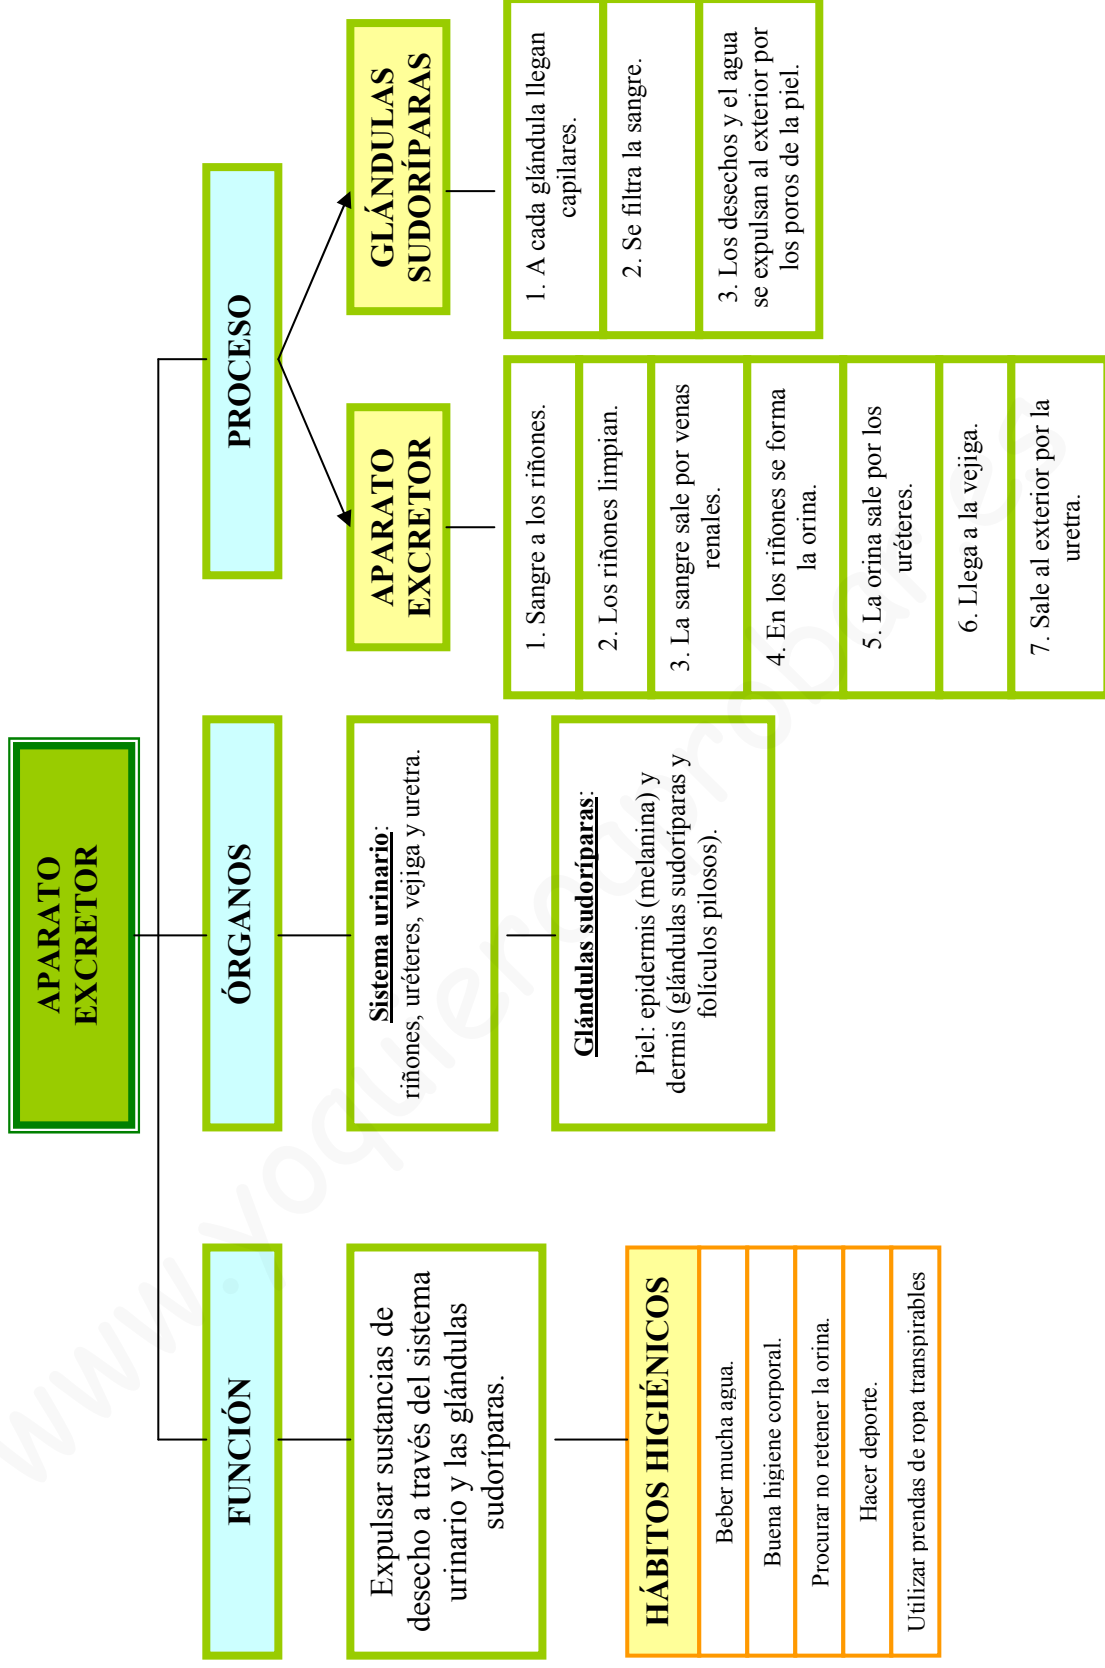 APARATO
EXCRETOR
FUNCIÓN
Expulsar sustancias de
desecho a través del sistema
urinario y las glándulas
sudoríparas.
HÁBITOS HIGIÉNICOS
Beber mucha agua.
Buena higiene corporal.
Procurar no retener la orina.
Hacer deporte.
Utilizar prendas de ropa transpirables
ÓRGANOS
Sistema urinario:
riñones, uréteres, vejiga y uretra.
Glándulas sudoríparas:
Piel: epidermis (melanina) y
dermis (glándulas sudoríparas y
folículos pilosos).
PROCESO
APARATO
EXCRETOR
1. Sangre a los riñones.
2. Los riñones limpian.
3. La sangre sale por venas
renales.
4. En los riñones se forma
la orina.
5. La orina sale por los
uréteres.
6. Llega a la vejiga.
7. Sale al exterior por la
uretra.
GLÁNDULAS
SUDORÍPARAS
1. A cada glándula llegan
capilares.
2. Se filtra la sangre.
3. Los desechos y el agua
se expulsan al exterior por
los poros de la piel.
www.yoquieroaprobar.es